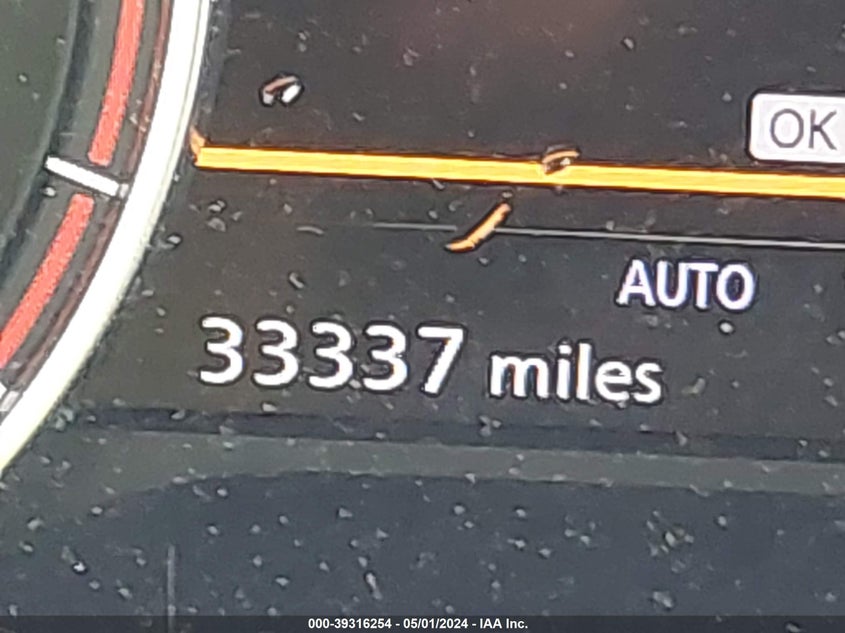 OK
AUTO
33337 miles
000-39316254 - 05/01/2024 - IAA Inc.